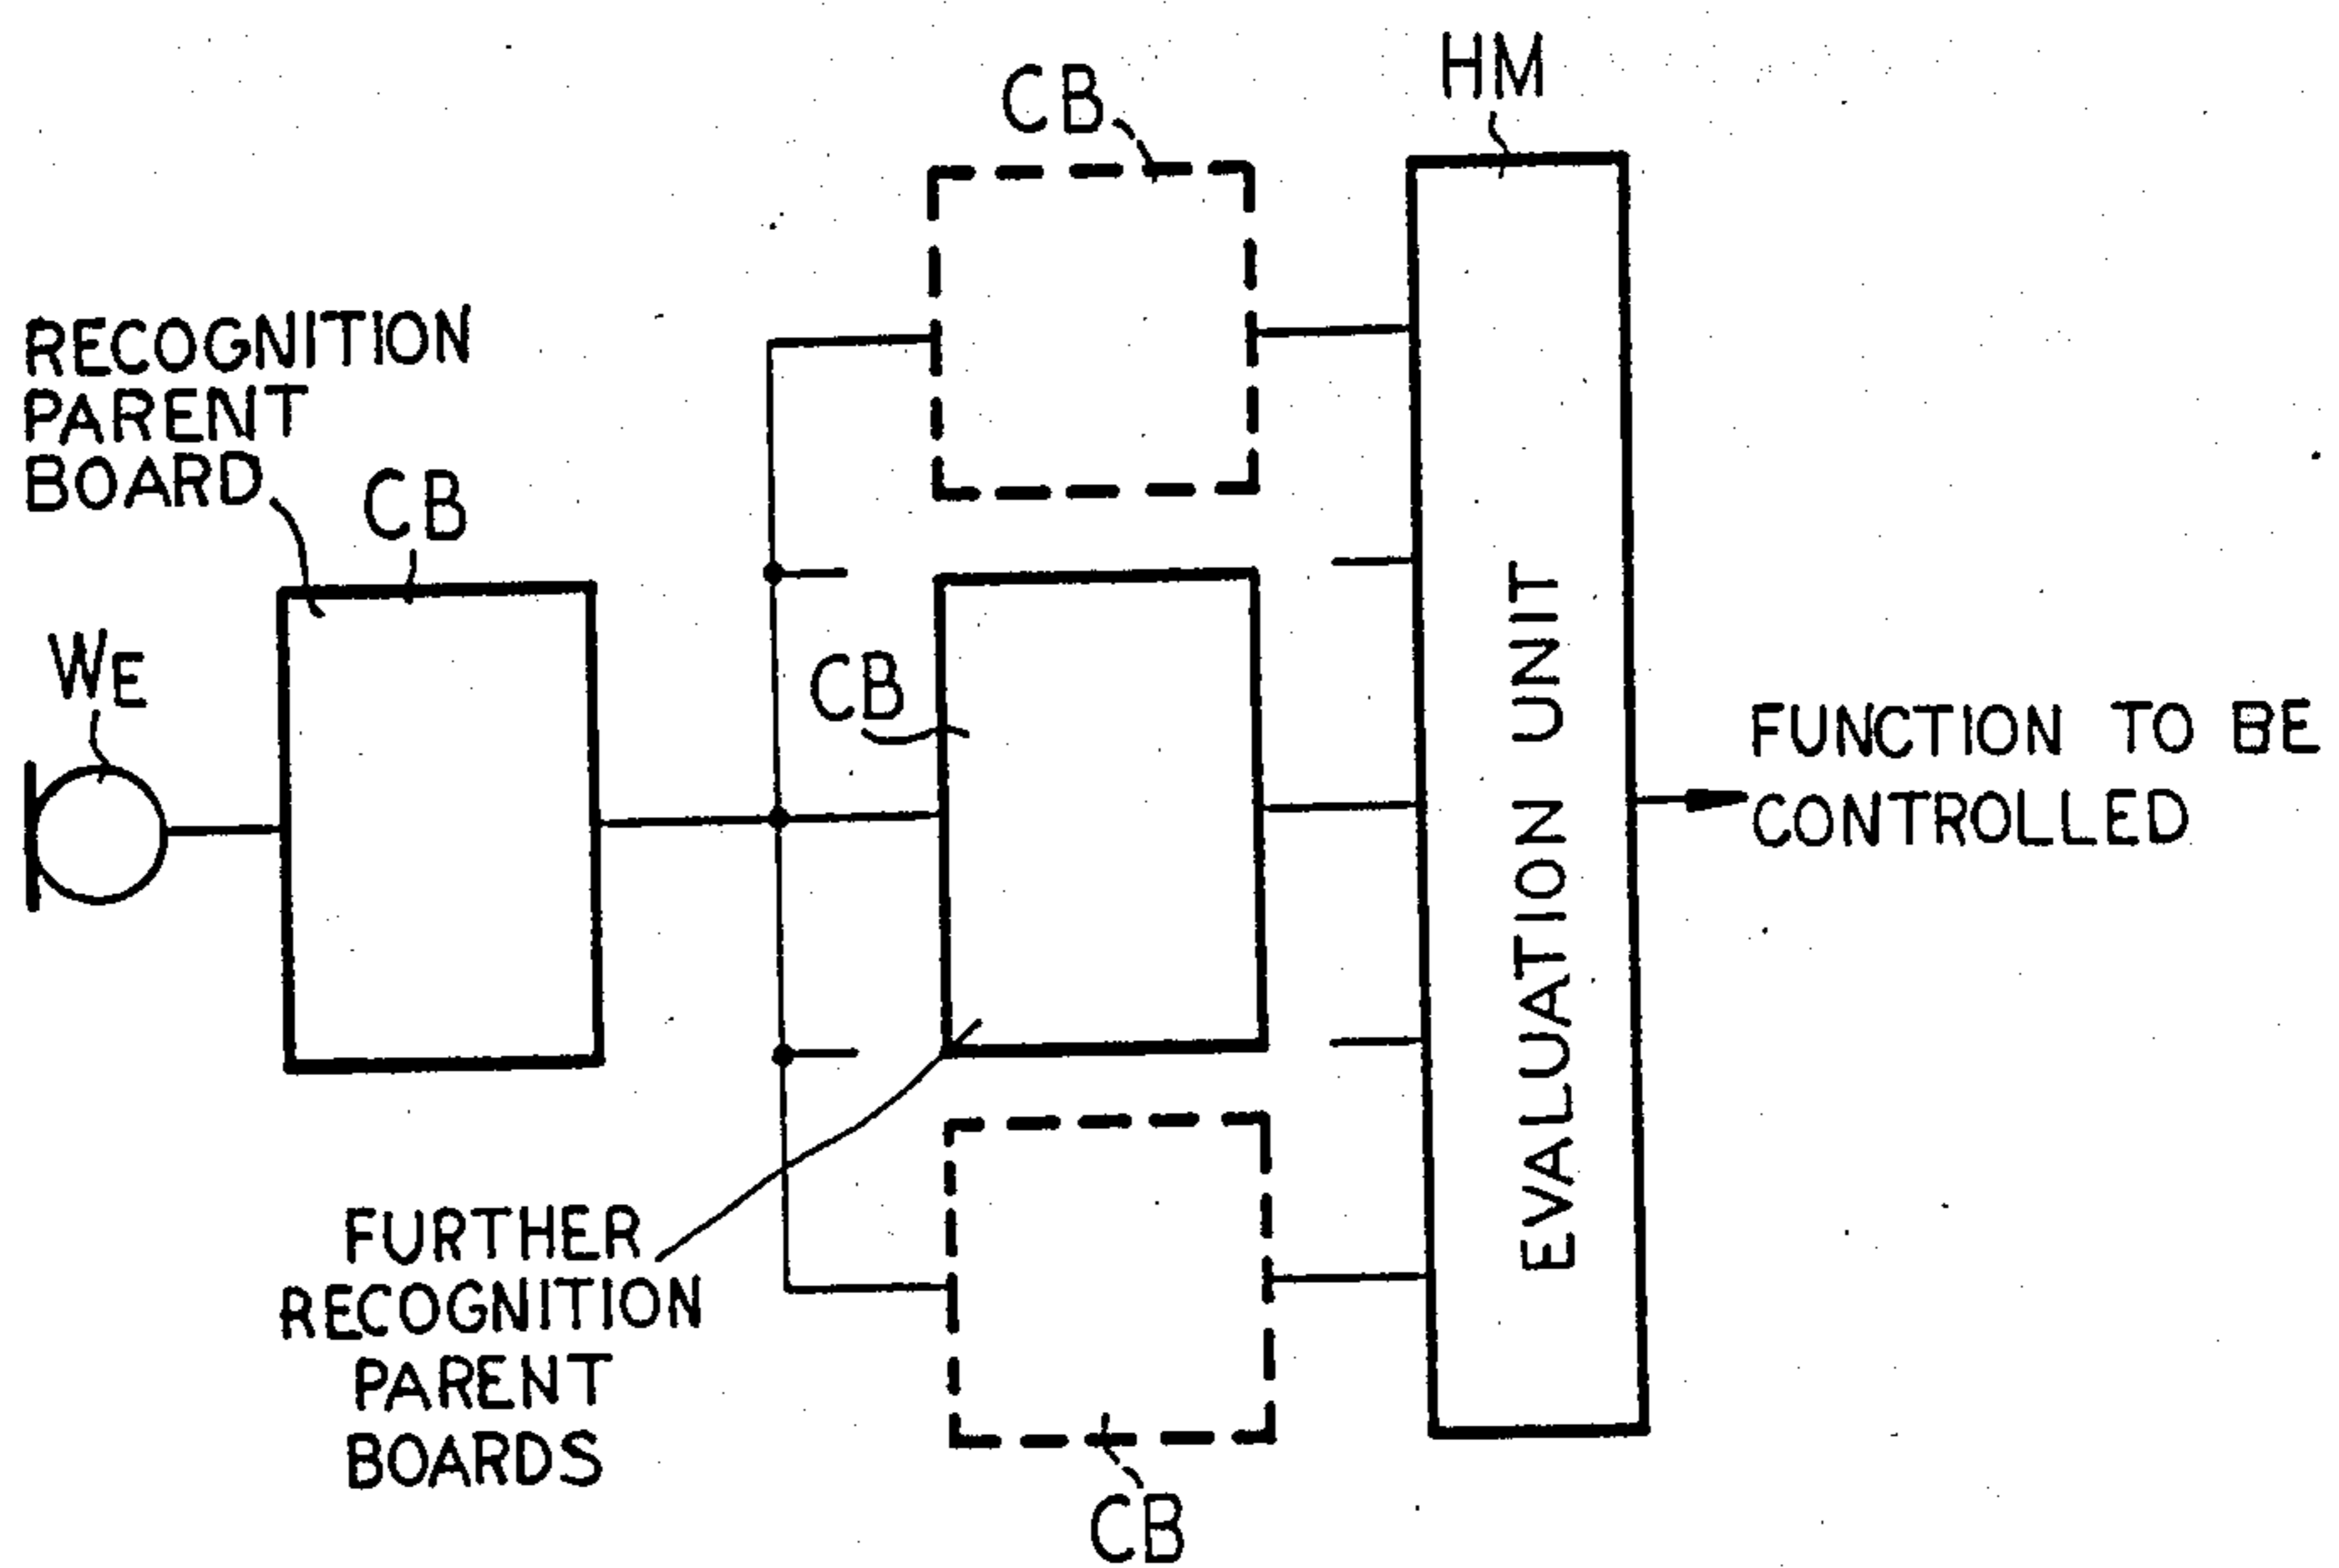 HM
CB
RECOGNITION
PARENT
BOARD
CB
WE
CB
EVALUATION UNIT
FUNCTION TO BE
CONTROLLED
FURTHER
RECOGNITION
PARENT
BOARDS
CB